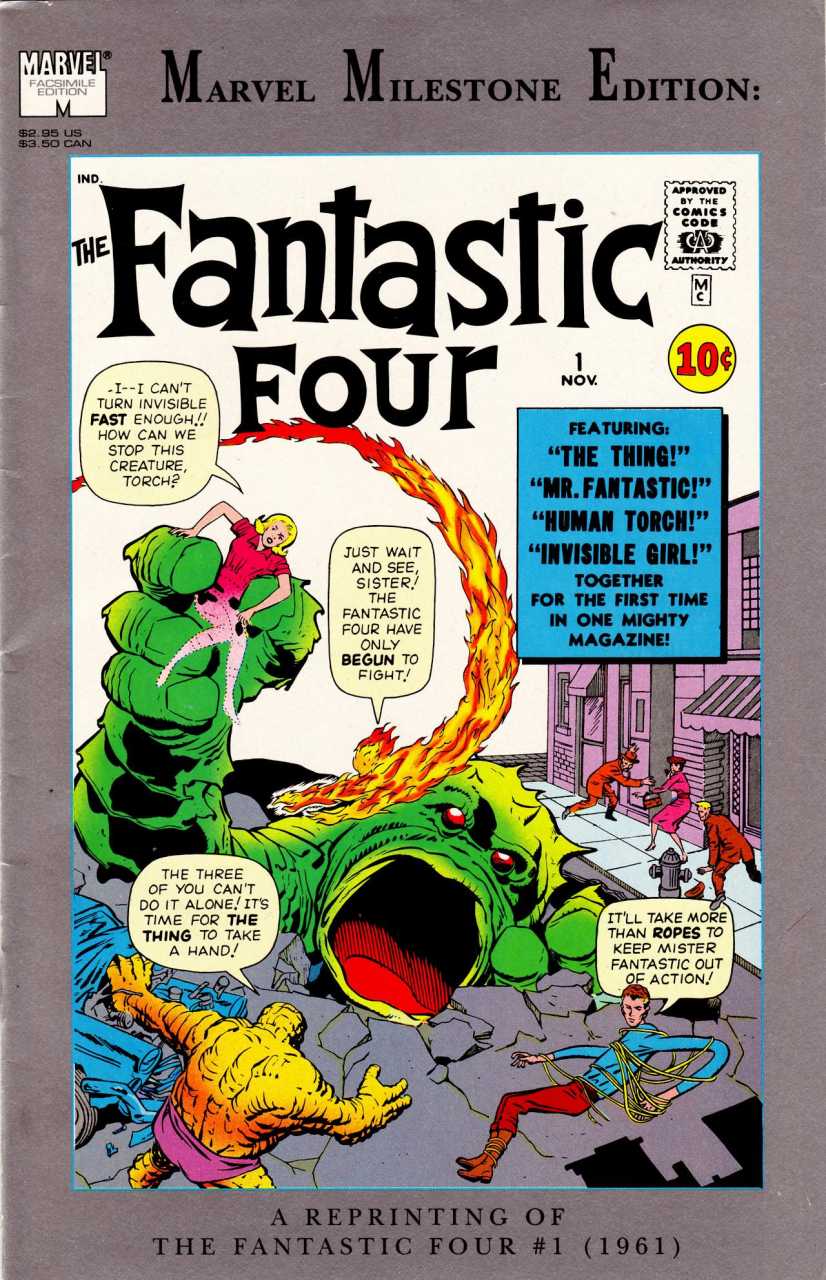 MARVEL®
FACSIMILE
EDITION
M
$2.95 US
$3.50 CAN
MARVEL MILESTONE EDITION:
IND.
THE FANTASTIC
FOUR
APPROVED
BY THE
COMICS
CODE
CAC
AUTHORITY
M
C
1
NOV.
10¢
-I--I CAN'T
TURN INVISIBLE
FAST ENOUGH!!
HOW CAN WE
STOP THIS
CREATURE,
TORCH?
FEATURING:
"THE THING!"
"MR. FANTASTIC!"
"HUMAN TORCH!"
"INVISIBLE GIRL!"
TOGETHER
FOR THE FIRST TIME
IN ONE MIGHTY
MAGAZINE!
JUST WAIT
AND SEE,
SISTER!
THE
FANTASTIC
FOUR HAVE
ONLY
BEGUN TO
FIGHT!
THE THREE
OF YOU CAN'T
DO IT ALONE! IT'S
TIME FOR THE
THING TO TAKE
A HAND!
IT'LL TAKE MORE
THAN ROPES TO
KEEP MISTER
FANTASTIC OUT
OF ACTION!
A REPRINTING OF
THE FANTASTIC FOUR #1 (1961)